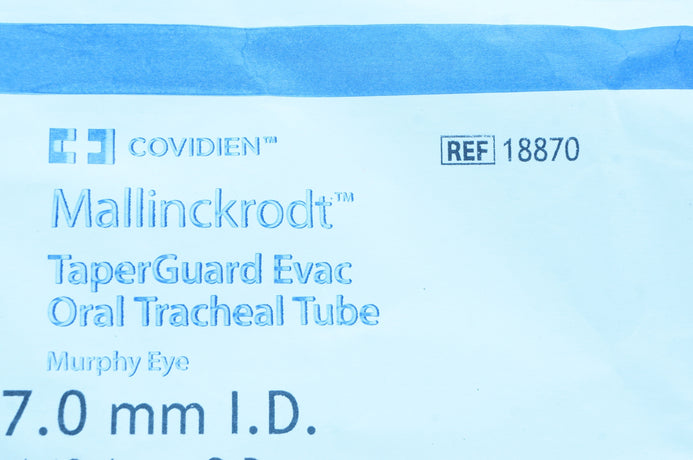 COVIDIEN™
REF 18870
Mallinckrodt™
TaperGuard Evac
Oral Tracheal Tube
Murphy Eye
7.0 mm I.D.